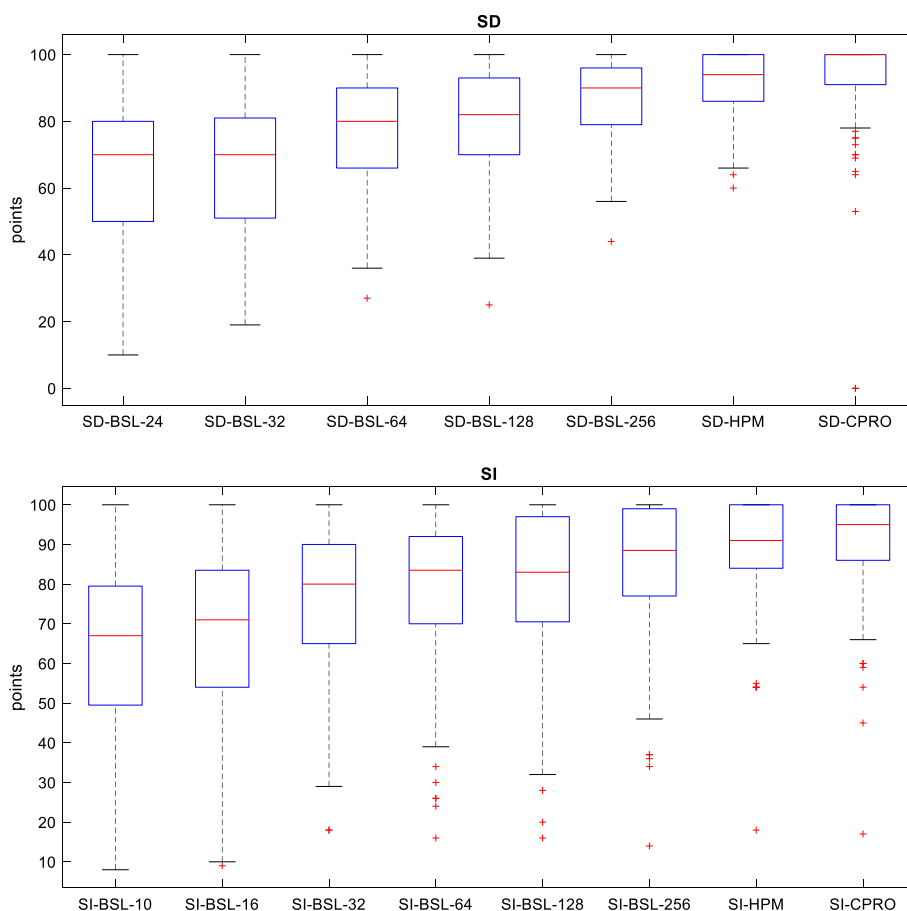 SD
100
80
60
40
20
0
points
SD-BSL-24 SD-BSL-32 SD-BSL-64 SD-BSL-128 SD-BSL-256 SD-HPM SD-CPRO
SI
100
90
80
70
60
50
40
30
20
10
points
SI-BSL-10 SI-BSL-16 SI-BSL-32 SI-BSL-64 SI-BSL-128 SI-BSL-256 SI-HPM SI-CPRO